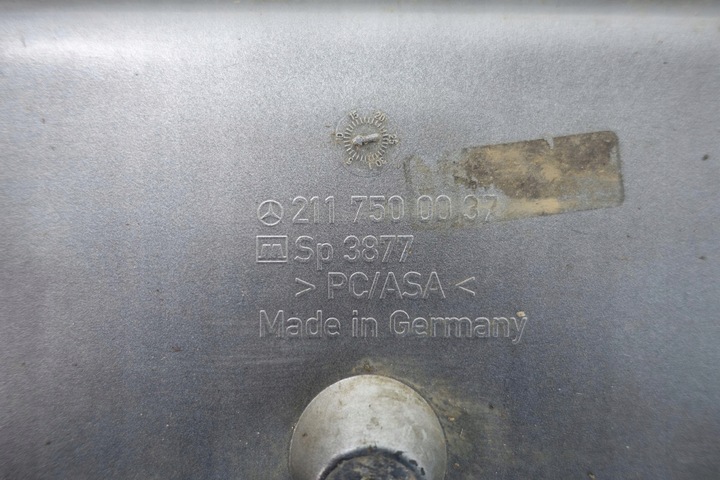 211 750 00 37
m Sp 3877
> PC/ASA <
Made in Germany